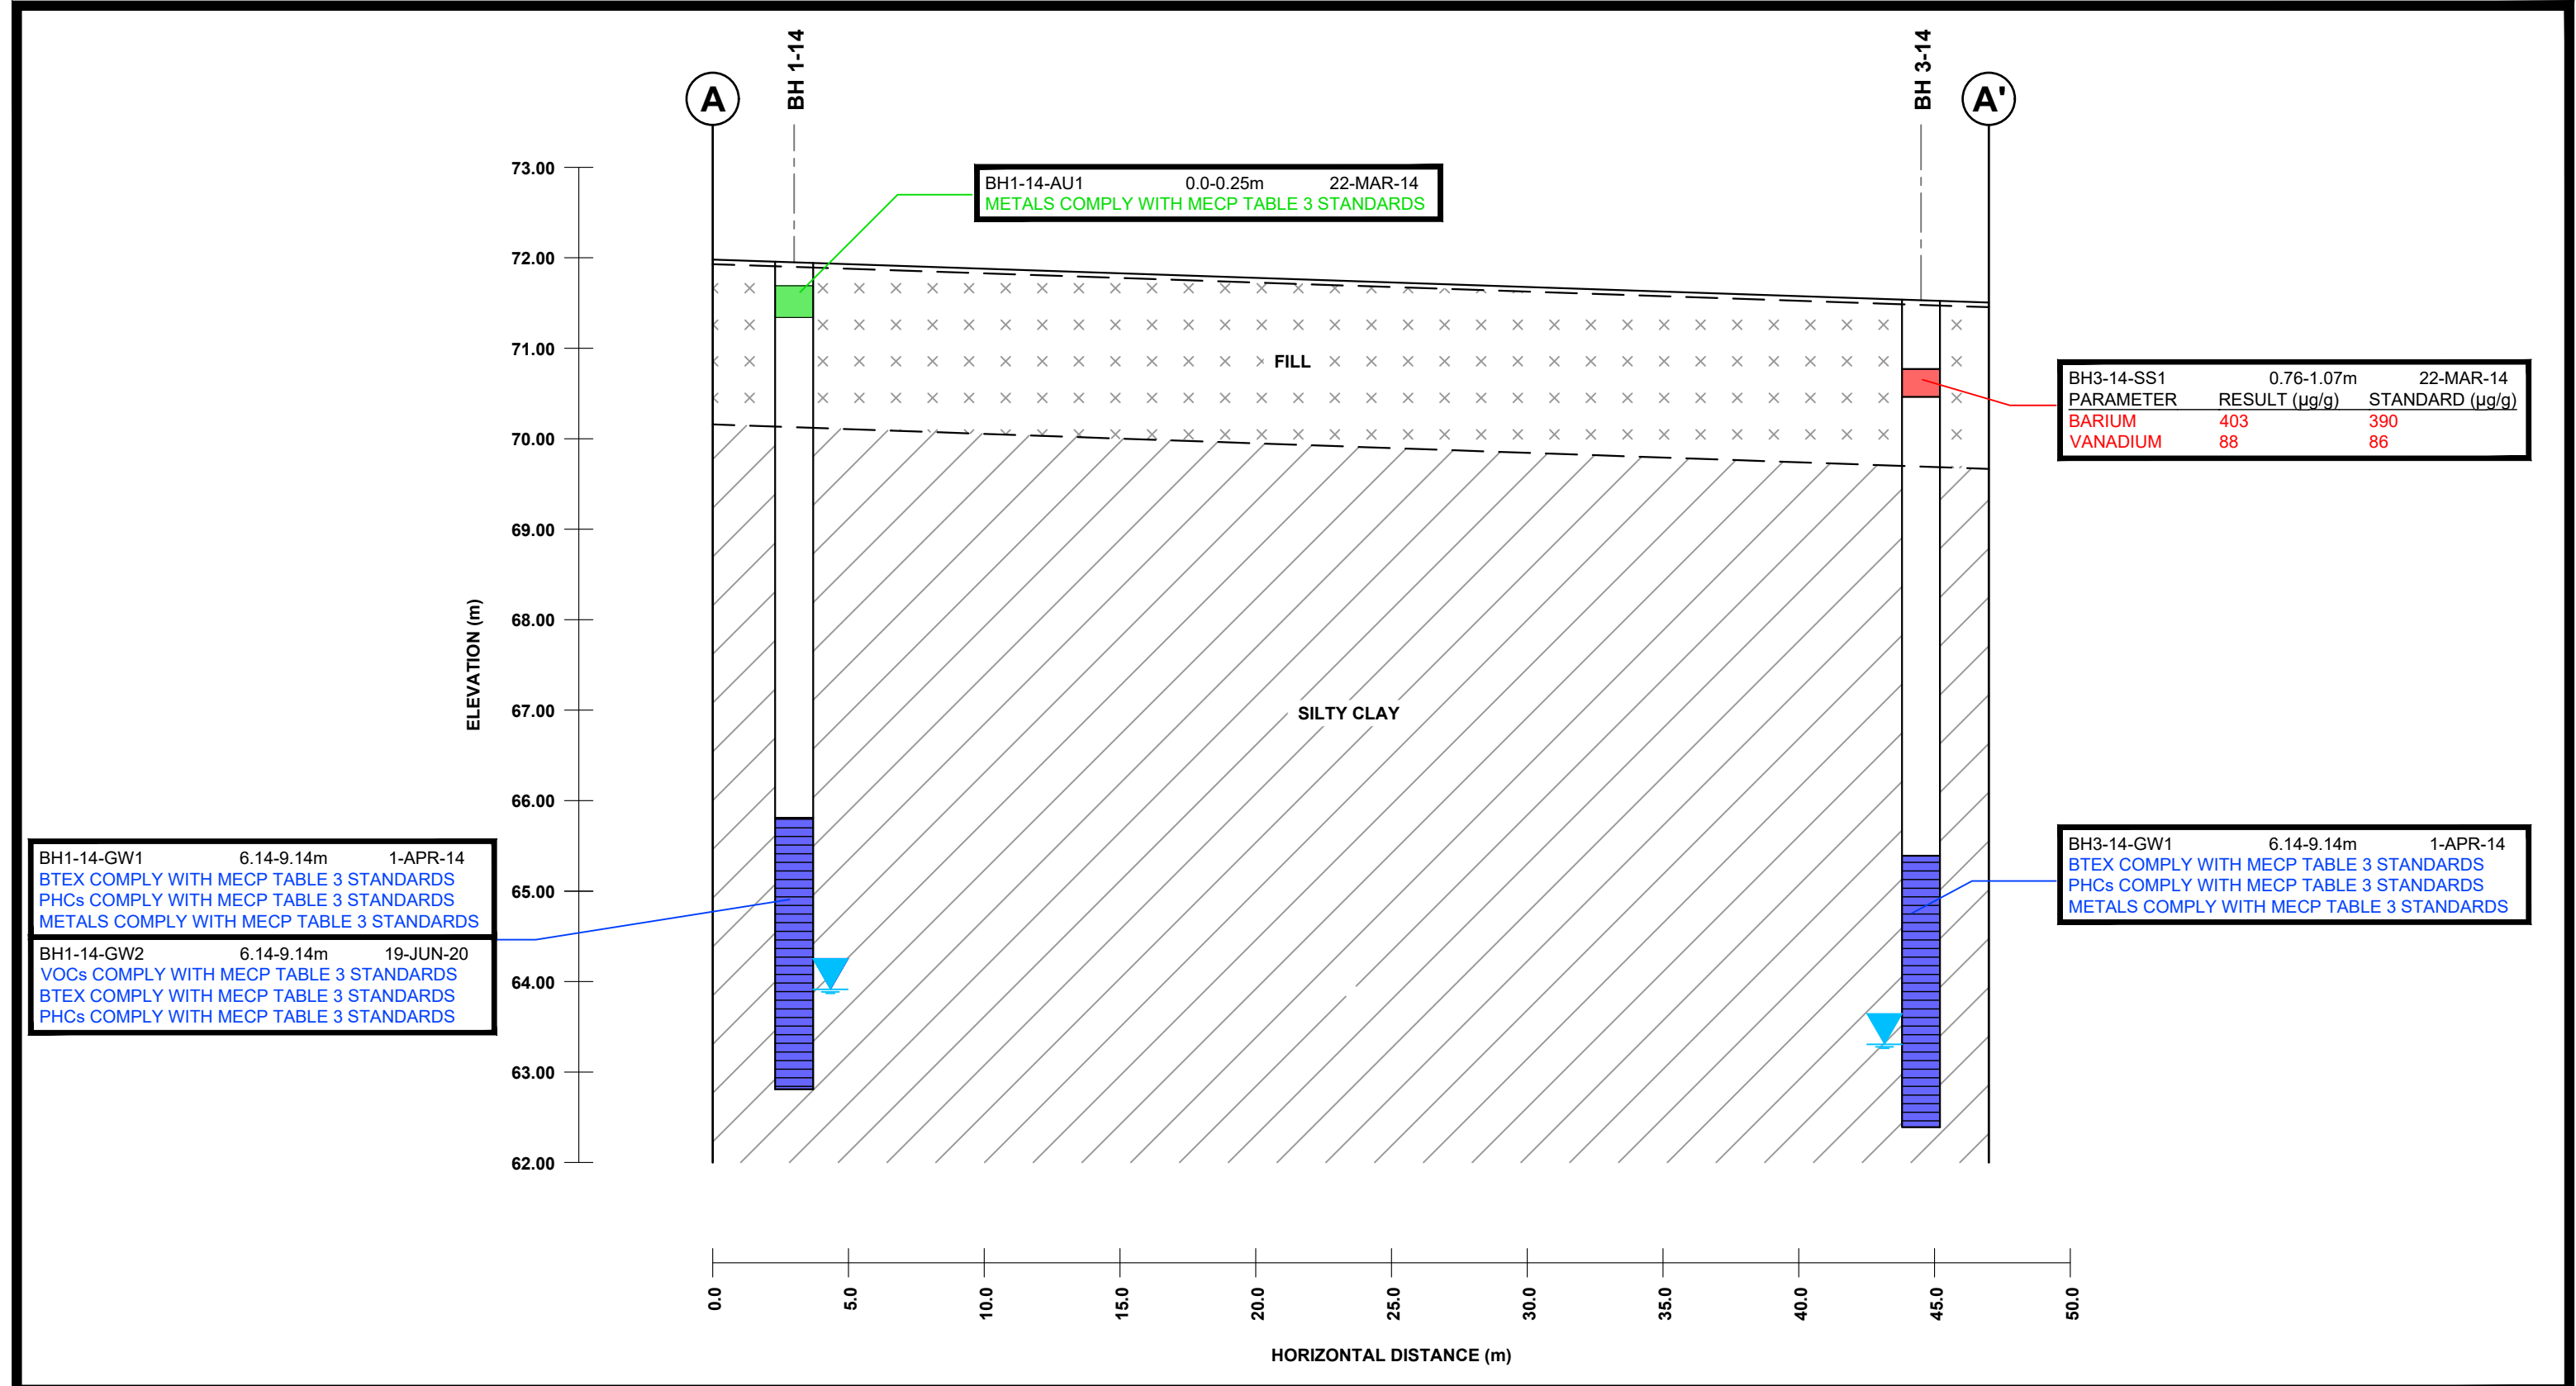 BH 1-14
BH 3-14
A
A'
73.00
72.00
71.00
70.00
69.00
68.00
67.00
66.00
65.00
64.00
63.00
62.00
ELEVATION (m)
BH1-14-AU1 0.0-0.25m 22-MAR-14
METALS COMPLY WITH MECP TABLE 3 STANDARDS
FILL
SILTY CLAY
BH3-14-SS1 0.76-1.07m 22-MAR-14
PARAMETER RESULT (µg/g) STANDARD (µg/g)
BARIUM 403 390
VANADIUM 88 86
BH1-14-GW1 6.14-9.14m 1-APR-14
BTEX COMPLY WITH MECP TABLE 3 STANDARDS
PHCs COMPLY WITH MECP TABLE 3 STANDARDS
METALS COMPLY WITH MECP TABLE 3 STANDARDS
BH1-14-GW2 6.14-9.14m 19-JUN-20
VOCs COMPLY WITH MECP TABLE 3 STANDARDS
BTEX COMPLY WITH MECP TABLE 3 STANDARDS
PHCs COMPLY WITH MECP TABLE 3 STANDARDS
BH3-14-GW1 6.14-9.14m 1-APR-14
BTEX COMPLY WITH MECP TABLE 3 STANDARDS
PHCs COMPLY WITH MECP TABLE 3 STANDARDS
METALS COMPLY WITH MECP TABLE 3 STANDARDS
0.0
5.0
10.0
15.0
20.0
25.0
30.0
35.0
40.0
45.0
50.0
HORIZONTAL DISTANCE (m)